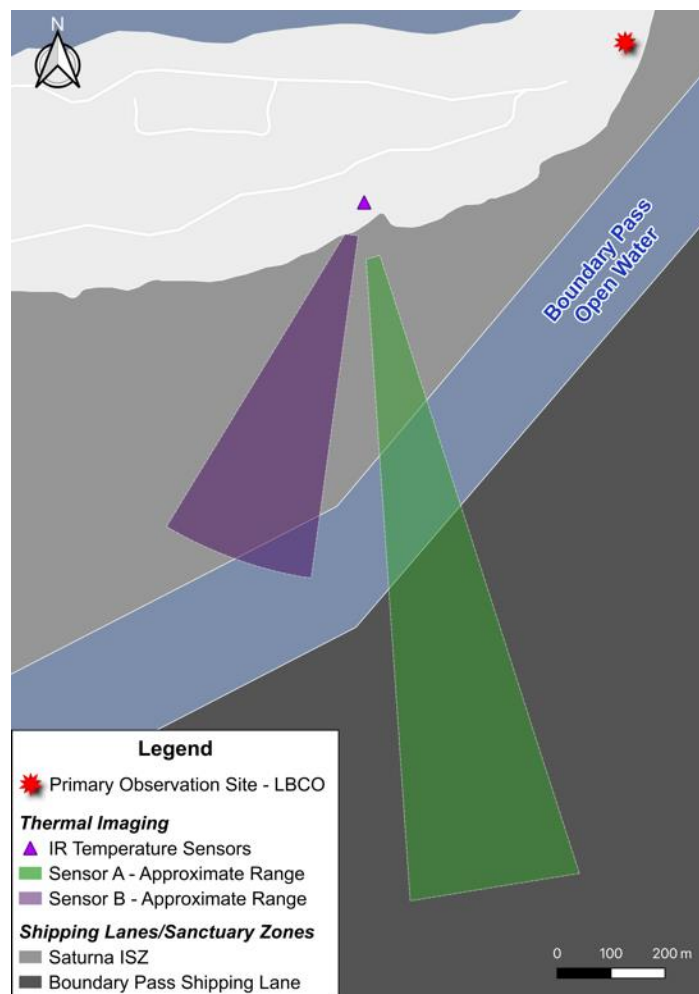 N
Boundary Pass
Open Water
Legend
Primary Observation Site - LBCO
Thermal Imaging
IR Temperature Sensors
Sensor A - Approximate Range
Sensor B - Approximate Range
Shipping Lanes/Sanctuary Zones
Saturna ISZ
Boundary Pass Shipping Lane
0 100 200 m